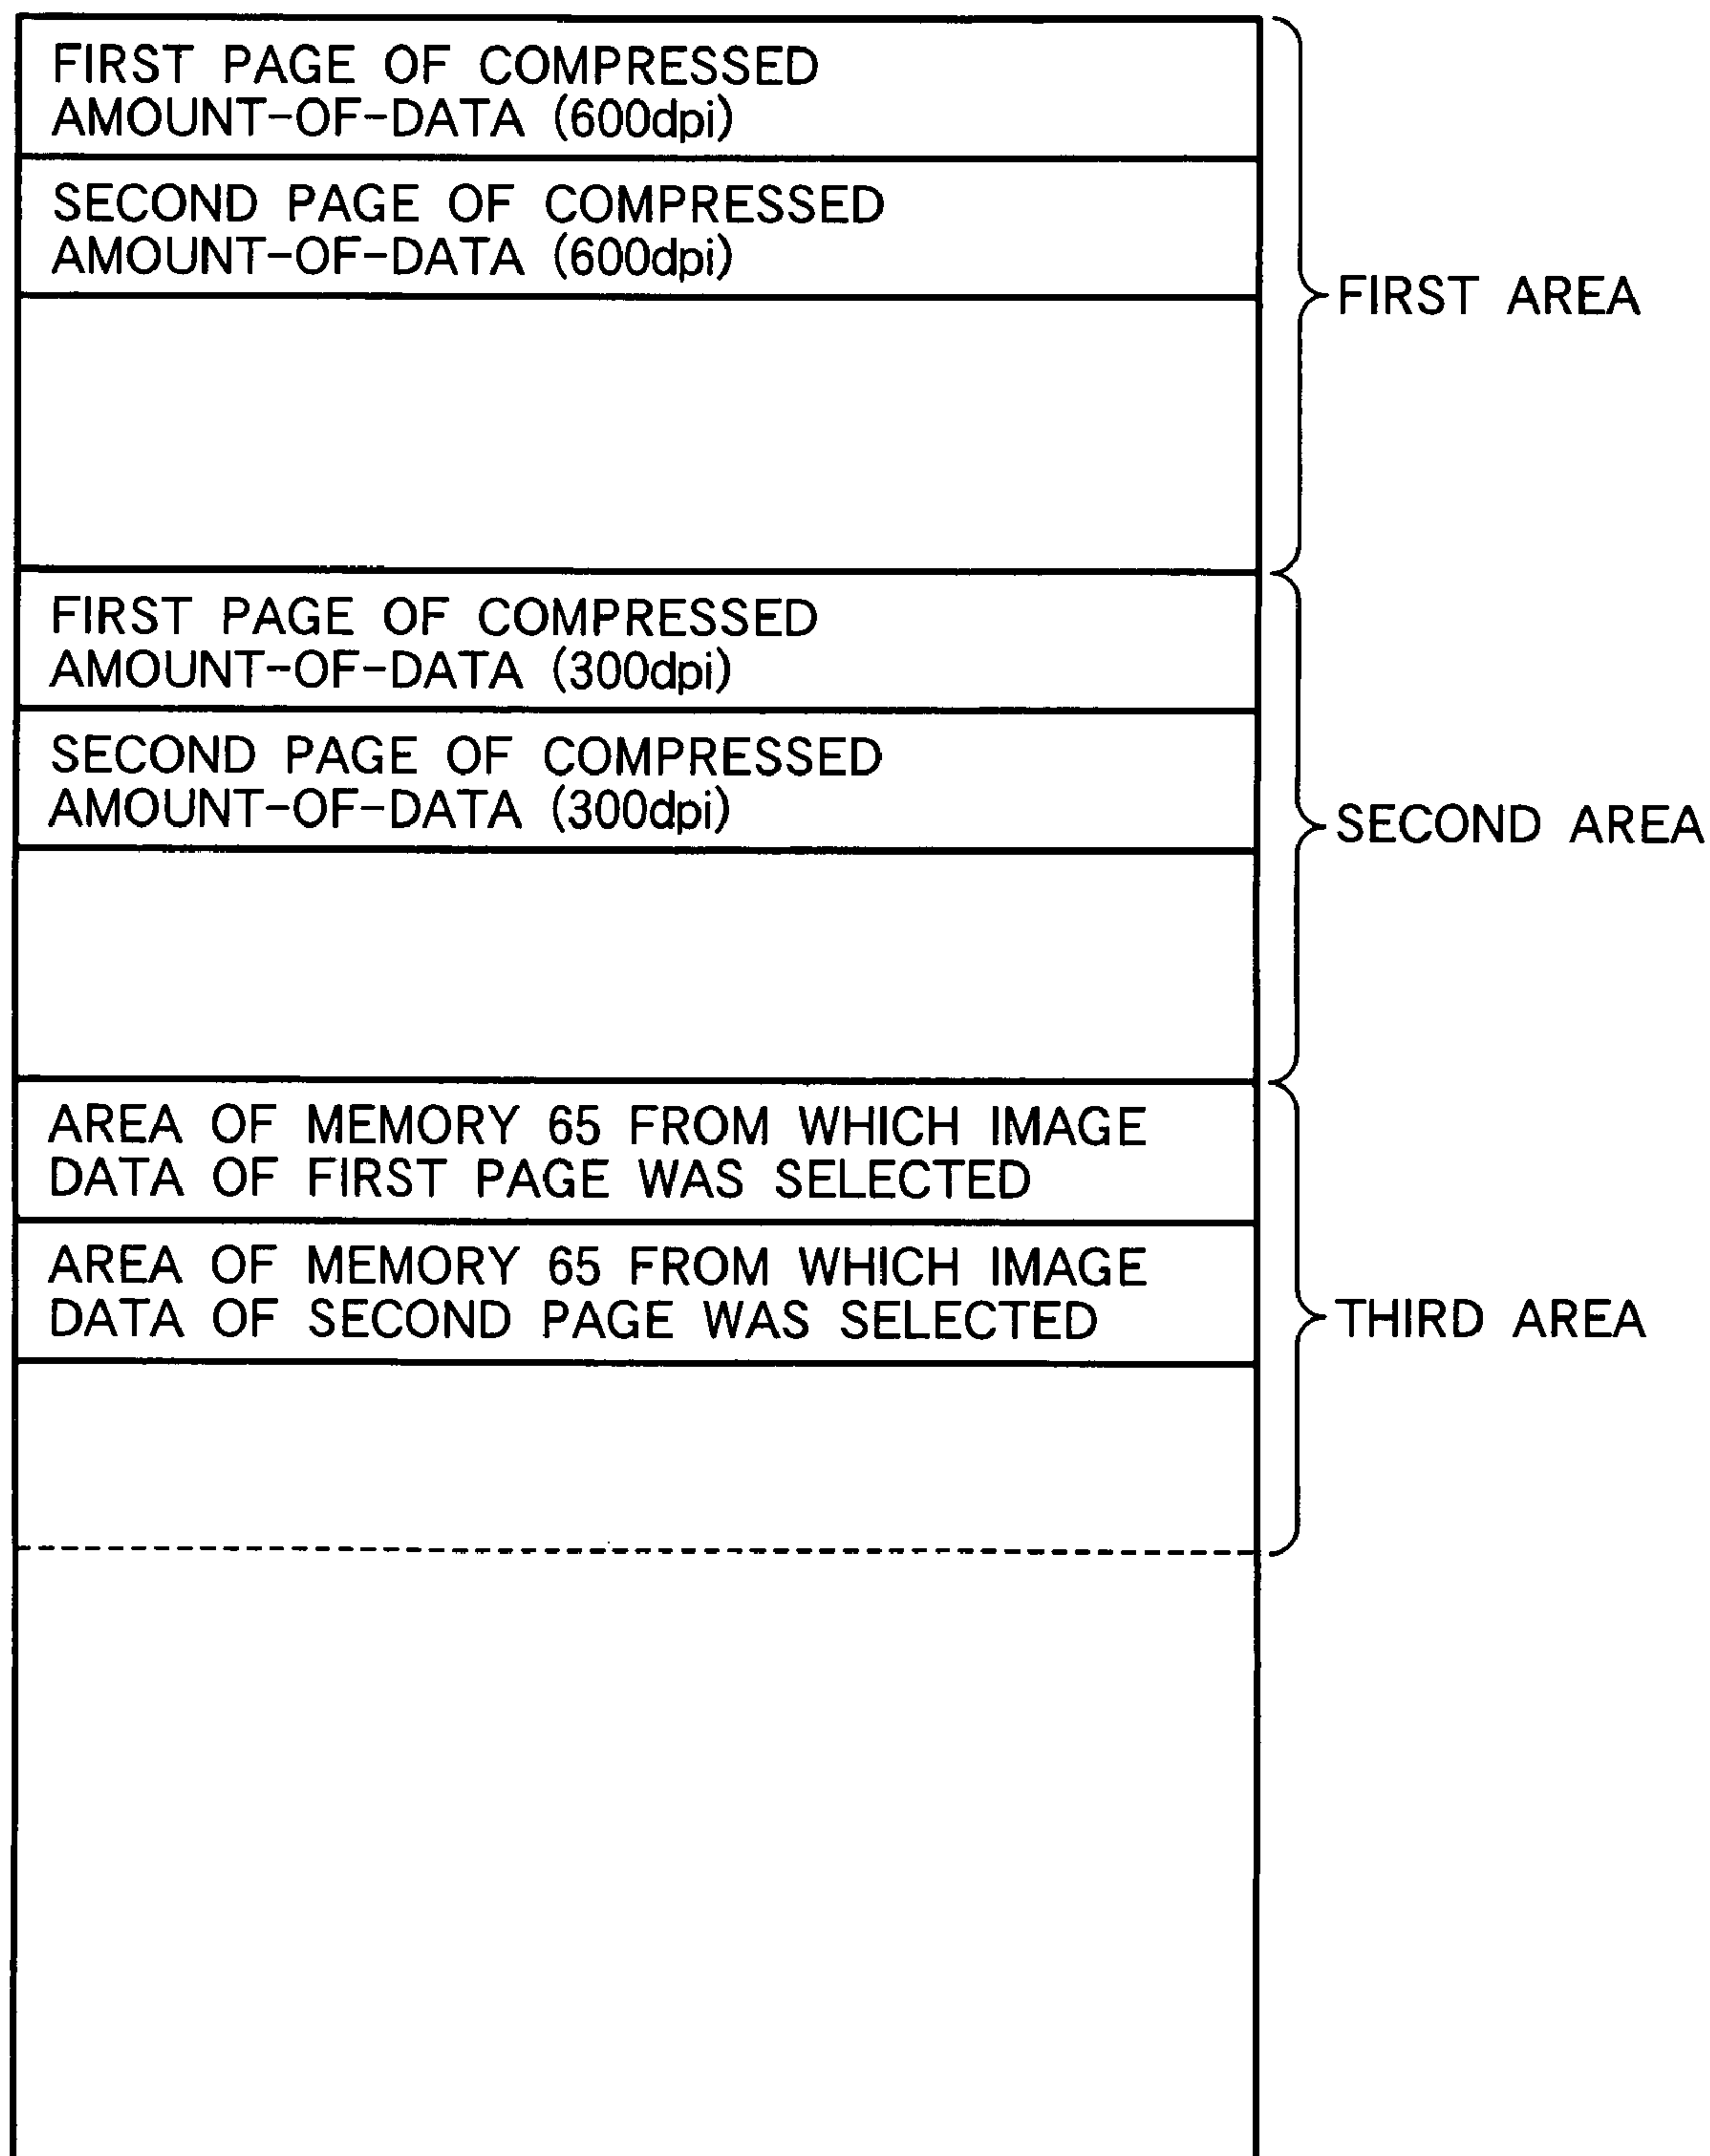 FIRST PAGE OF COMPRESSED
AMOUNT-OF-DATA (600dpi)
SECOND PAGE OF COMPRESSED
AMOUNT-OF-DATA (600dpi)
FIRST AREA
FIRST PAGE OF COMPRESSED
AMOUNT-OF-DATA (300dpi)
SECOND PAGE OF COMPRESSED
AMOUNT-OF-DATA (300dpi)
SECOND AREA
AREA OF MEMORY 65 FROM WHICH IMAGE
DATA OF FIRST PAGE WAS SELECTED
AREA OF MEMORY 65 FROM WHICH IMAGE
DATA OF SECOND PAGE WAS SELECTED
THIRD AREA